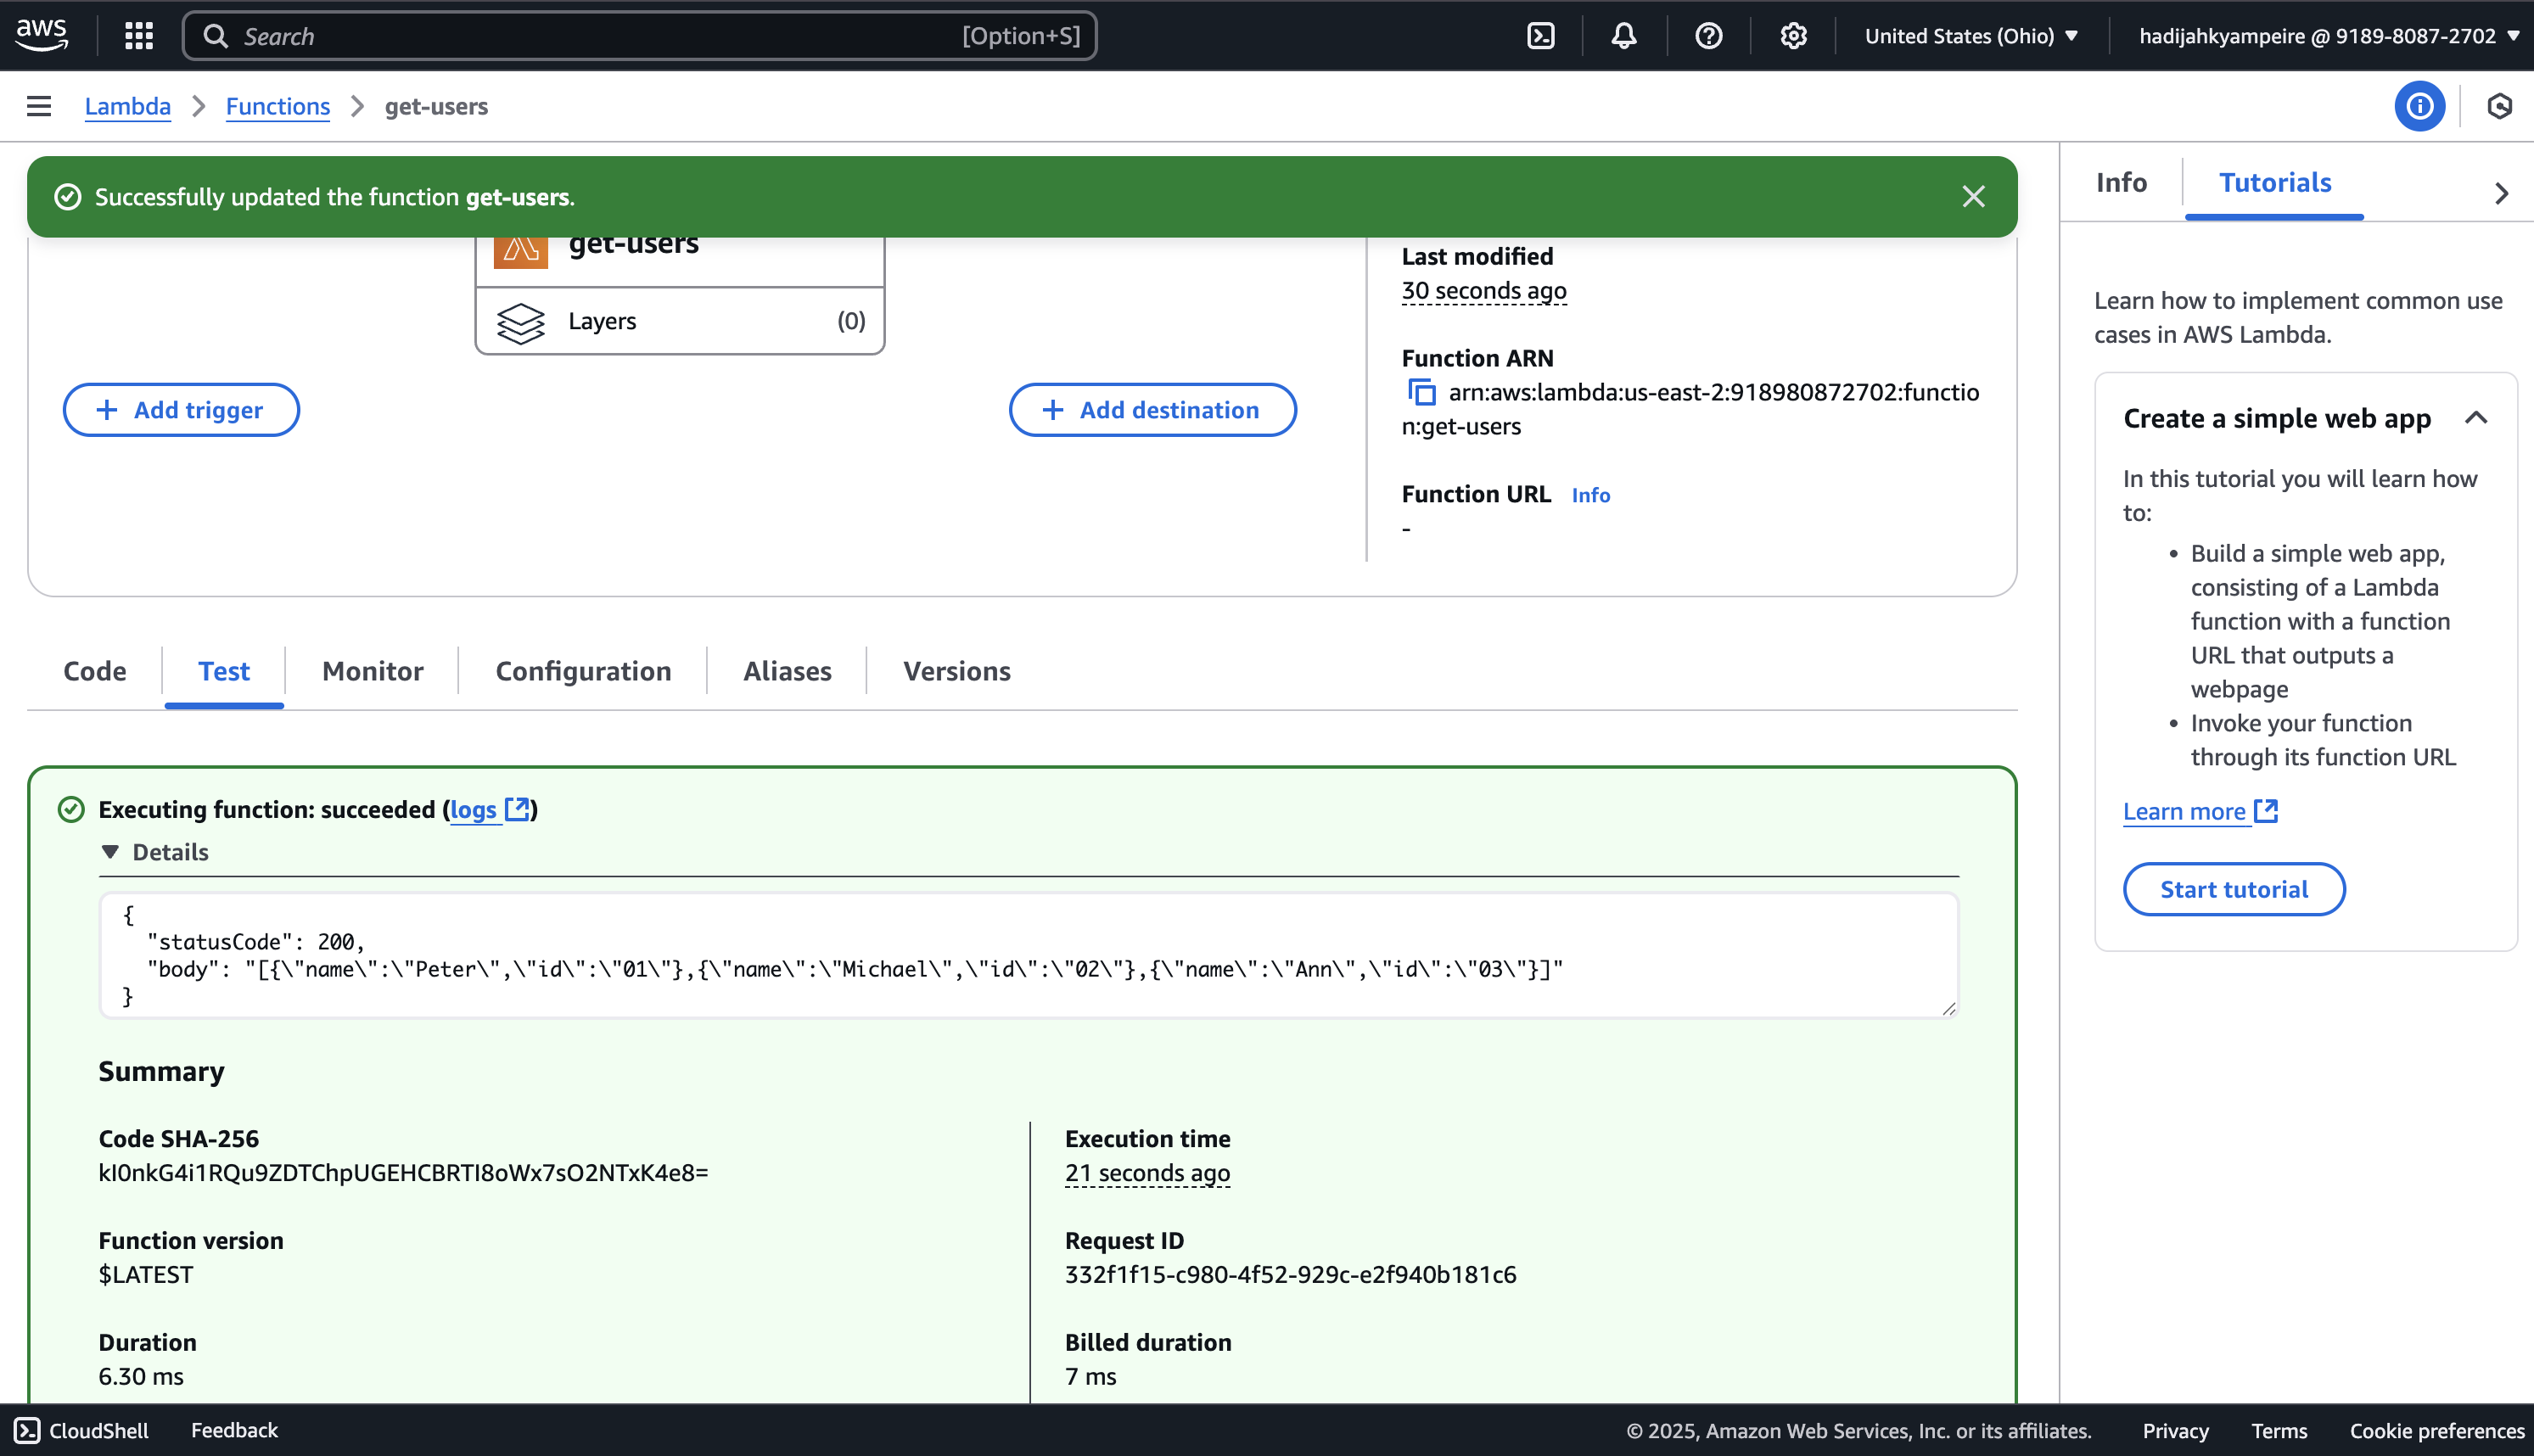 aws
Search
[Option+S]
United States (Ohio)
hadijahkyampeire @ 9189-8087-2702
Lambda
Functions
get-users
Successfully updated the function get-users.
get-users
Layers
(0)
Add trigger
Add destination
Last modified
30 seconds ago
Function ARN
arn:aws:lambda:us-east-2:918980872702:functio
n:get-users
Function URL Info
-
Code
Test
Monitor
Configuration
Aliases
Versions
Executing function: succeeded (logs)
Details
{
"statusCode": 200,
"body": "[{\"name\":\"Peter\",\"id\":\"01\"},{\"name\":\"Michael\",\"id\":\"02\"},{\"name\":\"Ann\",\"id\":\"03\"}]"
}
Summary
Code SHA-256
kI0nkG4i1RQu9ZDTChpUGEHCBRTI8oWx7sO2NTxK4e8=
Function version
$LATEST
Duration
6.30 ms
Execution time
21 seconds ago
Request ID
332f1f15-c980-4f52-929c-e2f940b181c6
Billed duration
7 ms
Info
Tutorials
Learn how to implement common use
cases in AWS Lambda.
Create a simple web app
In this tutorial you will learn how
to:
• Build a simple web app,
consisting of a Lambda
function with a function
URL that outputs a
webpage
• Invoke your function
through its function URL
Learn more
Start tutorial
CloudShell
Feedback
© 2025, Amazon Web Services, Inc. or its affiliates.
Privacy
Terms
Cookie preferences